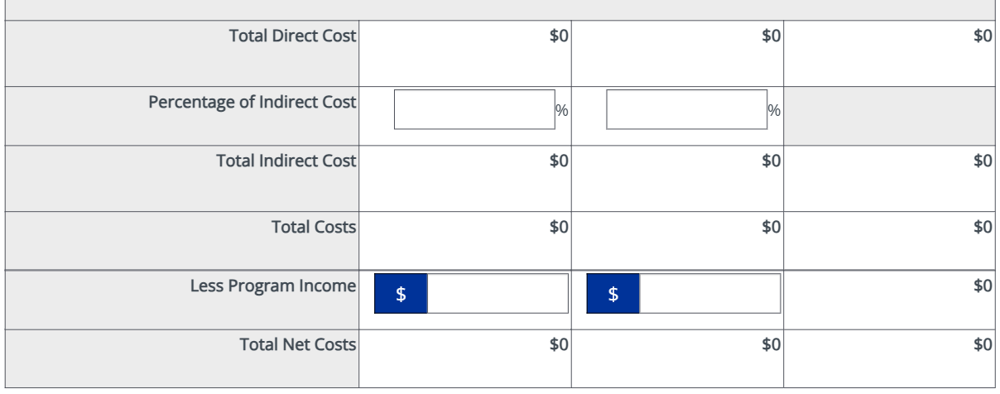 Total Direct Cost $0 $0 $0
Percentage of Indirect Cost % %
Total Indirect Cost $0 $0 $0
Total Costs $0 $0 $0
Less Program Income $ $ $0
Total Net Costs $0 $0 $0